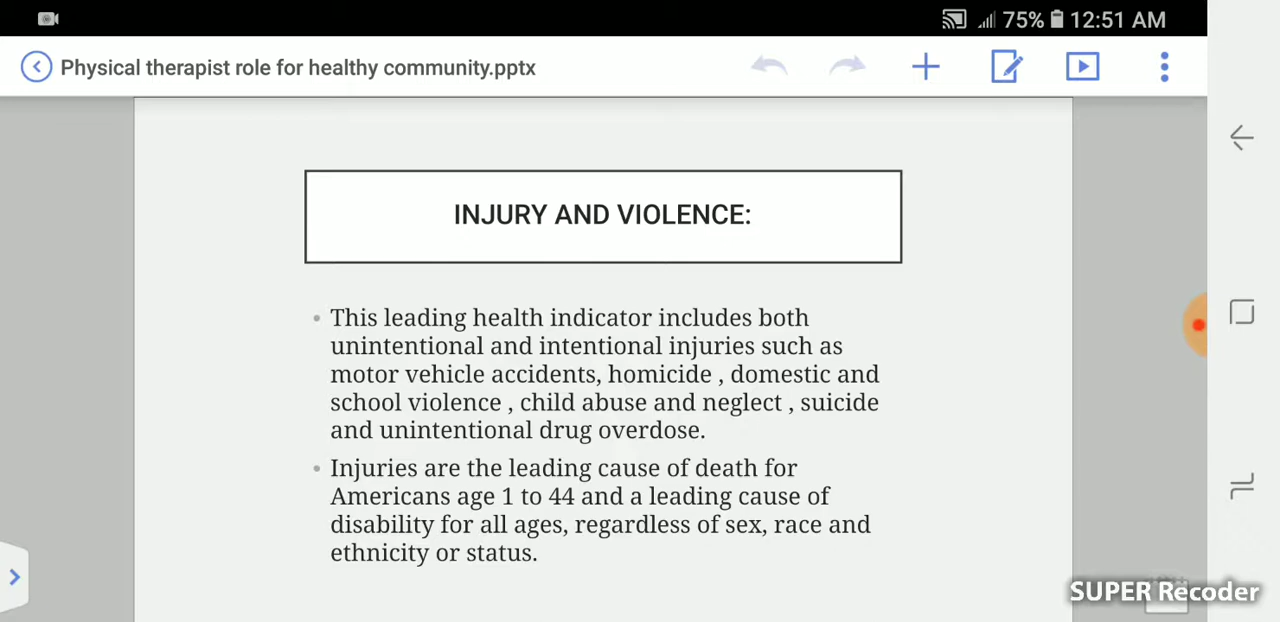 75% 12:51 AM
Physical therapist role for healthy community.pptx
INJURY AND VIOLENCE:
• This leading health indicator includes both
unintentional and intentional injuries such as
motor vehicle accidents, homicide , domestic and
school violence , child abuse and neglect , suicide
and unintentional drug overdose.
• Injuries are the leading cause of death for
Americans age 1 to 44 and a leading cause of
disability for all ages, regardless of sex, race and
ethnicity or status.
SUPER Recoder